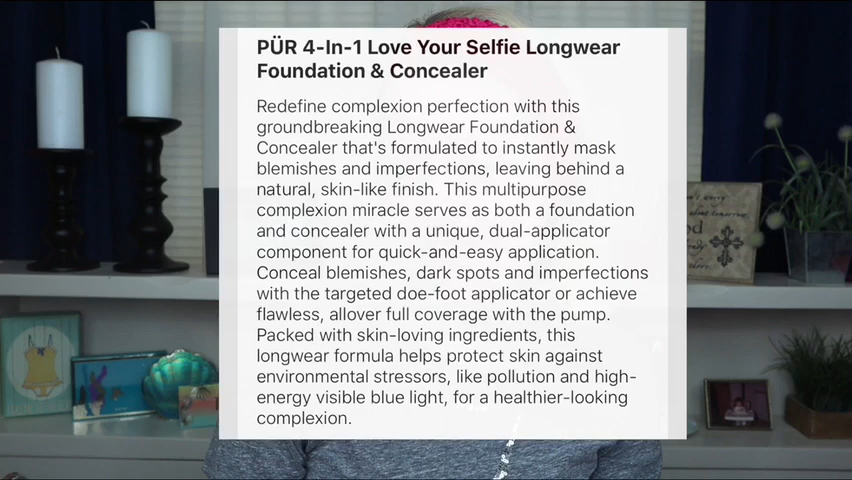 PÜR 4-In-1 Love Your Selfie Longwear
Foundation & Concealer
Redefine complexion perfection with this
groundbreaking Longwear Foundation &
Concealer that's formulated to instantly mask
blemishes and imperfections, leaving behind a
natural, skin-like finish. This multipurpose
complexion miracle serves as both a foundation
and concealer with a unique, dual-applicator
component for quick-and-easy application.
Conceal blemishes, dark spots and imperfections
with the targeted doe-foot applicator or achieve
flawless, allover full coverage with the pump.
Packed with skin-loving ingredients, this
longwear formula helps protect skin against
environmental stressors, like pollution and high-
energy visible blue light, for a healthier-looking
complexion.
worry
about tomorrow
already
there.